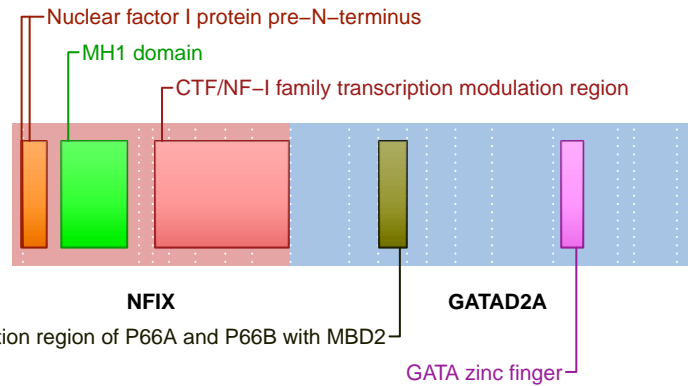 Nuclear factor I protein pre−N−terminus
MH1 domain
CTF/NF−I family transcription modulation region
NFIX
GATAD2A
region of P66A and P66B with MBD2
GATA zinc finger